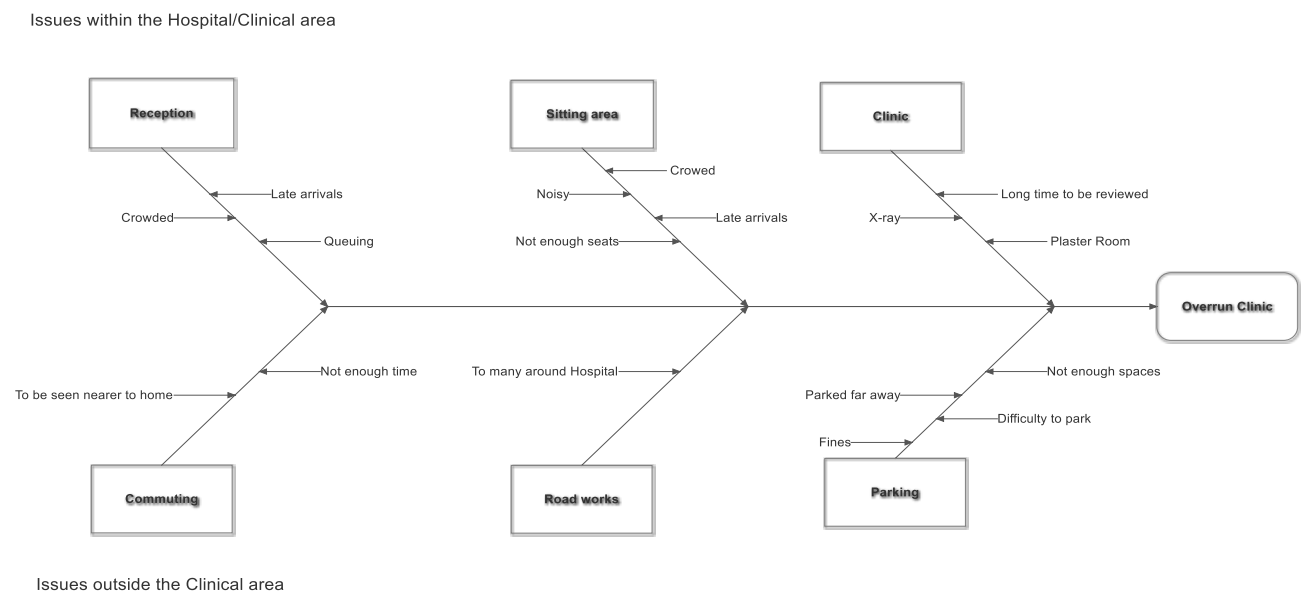 Issues within the Hospital/Clinical area
Reception
Sitting area
Clinic
Crowed
Late arrivals
Noisy
Long time to be reviewed
Crowded
Late arrivals
X-ray
Queuing
Not enough seats
Plaster Room
Overrun Clinic
Not enough time
To many around Hospital
Not enough spaces
To be seen nearer to home
Parked far away
Difficulty to park
Fines
Commuting
Road works
Parking
Issues outside the Clinical area